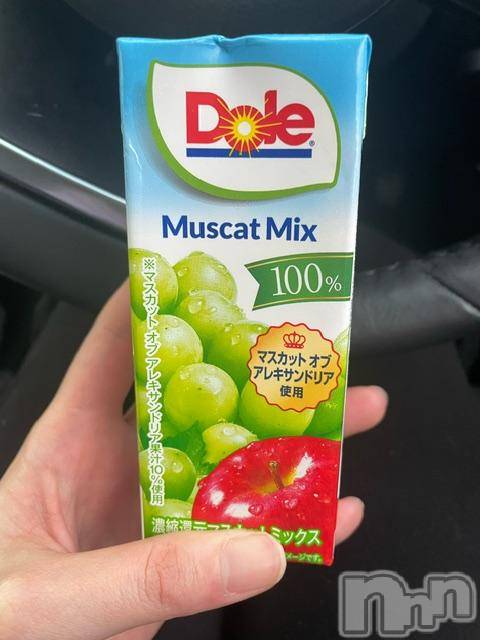 Dole
Muscat Mix
100%
マスカット オブ
アレキサンドリア
使用
※マスカット オブ アレキサンドリア果汁10%使用
濃縮還元マスカットミックス
ージです。
nnn